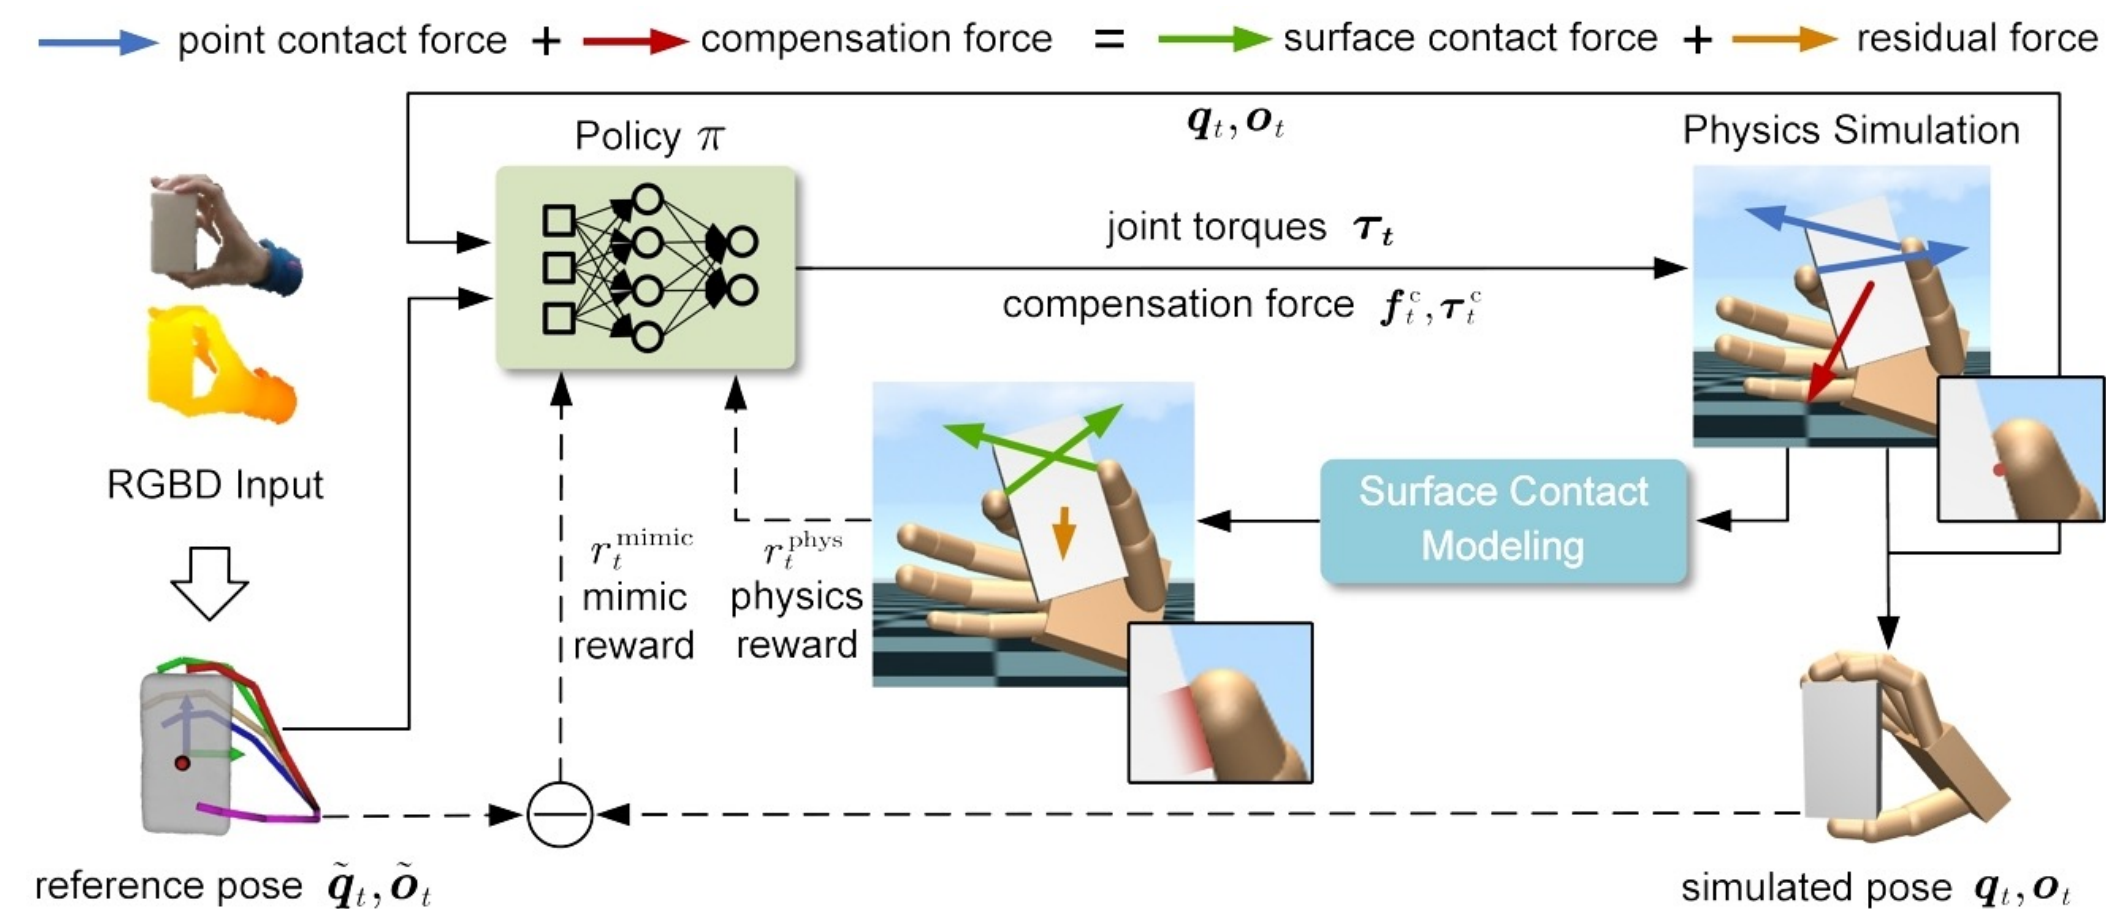 point contact force + compensation force = surface contact force + residual force
q_t, o_t
Policy π
Physics Simulation
joint torques τ_t
compensation force f_t^c, τ_t^c
RGBD Input
Surface Contact
Modeling
r_t^mimic
mimic
reward
r_t^phys
physics
reward
reference pose q̃_t, õ_t
simulated pose q_t, o_t